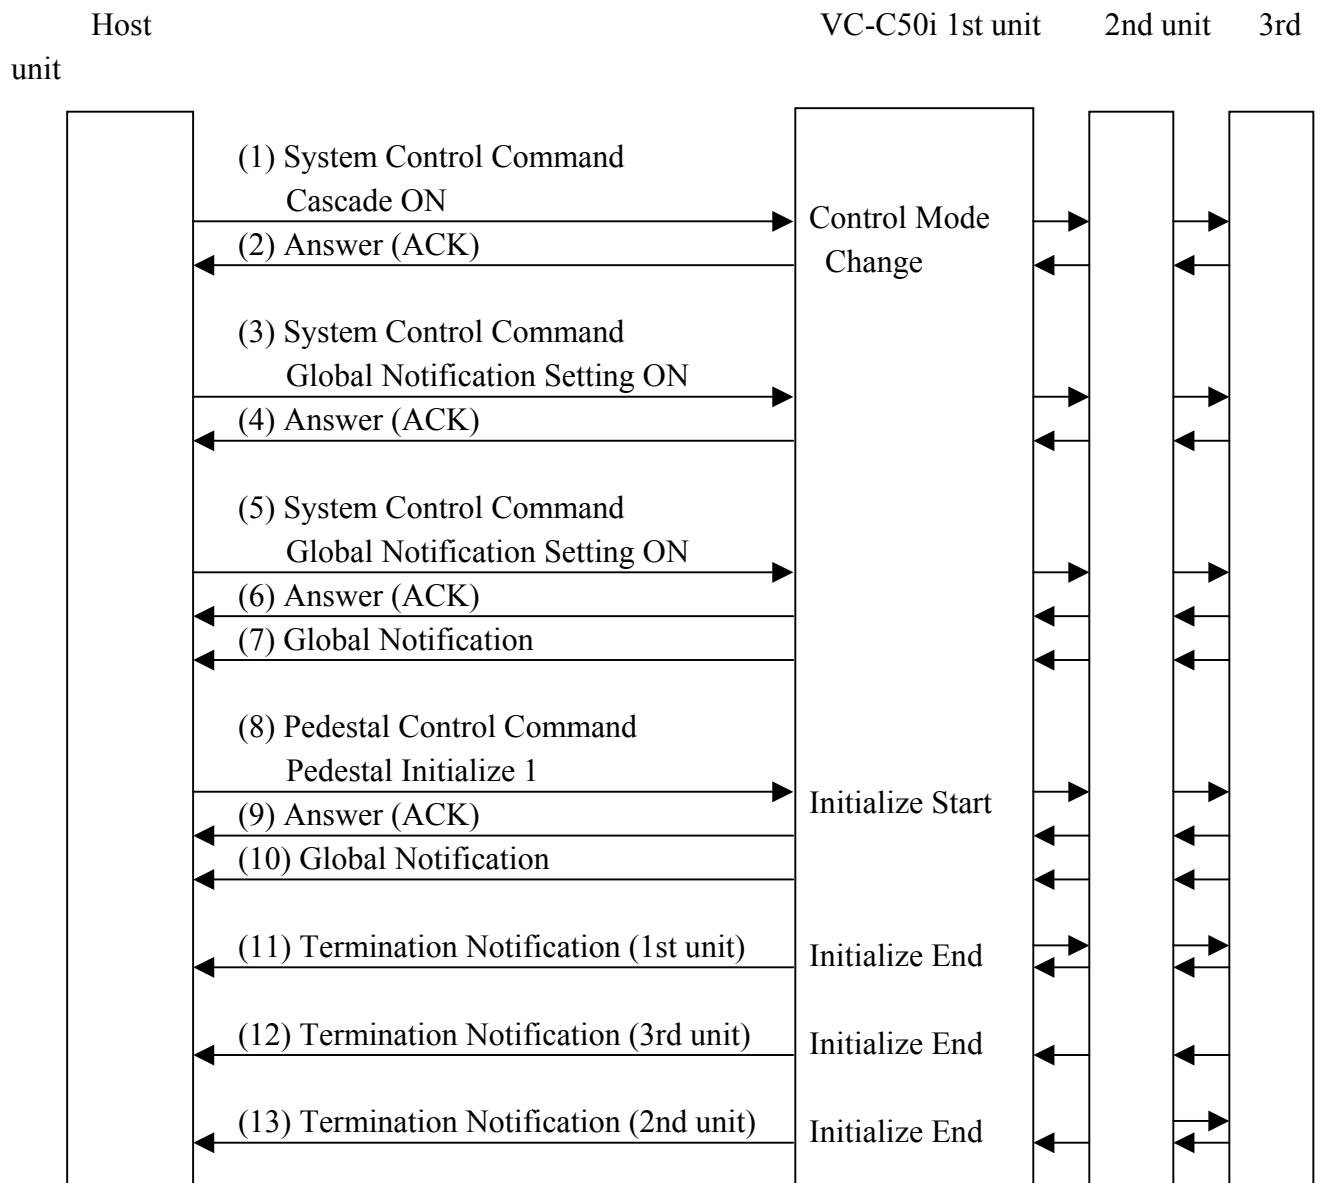 Host VC-C50i 1st unit 2nd unit 3rd
unit
(1) System Control Command
Cascade ON
Control Mode
(2) Answer (ACK)
Change
(3) System Control Command
Global Notification Setting ON
(4) Answer (ACK)
(5) System Control Command
Global Notification Setting ON
(6) Answer (ACK)
(7) Global Notification
(8) Pedestal Control Command
Pedestal Initialize 1
Initialize Start
(9) Answer (ACK)
(10) Global Notification
(11) Termination Notification (1st unit)
Initialize End
(12) Termination Notification (3rd unit)
Initialize End
(13) Termination Notification (2nd unit)
Initialize End